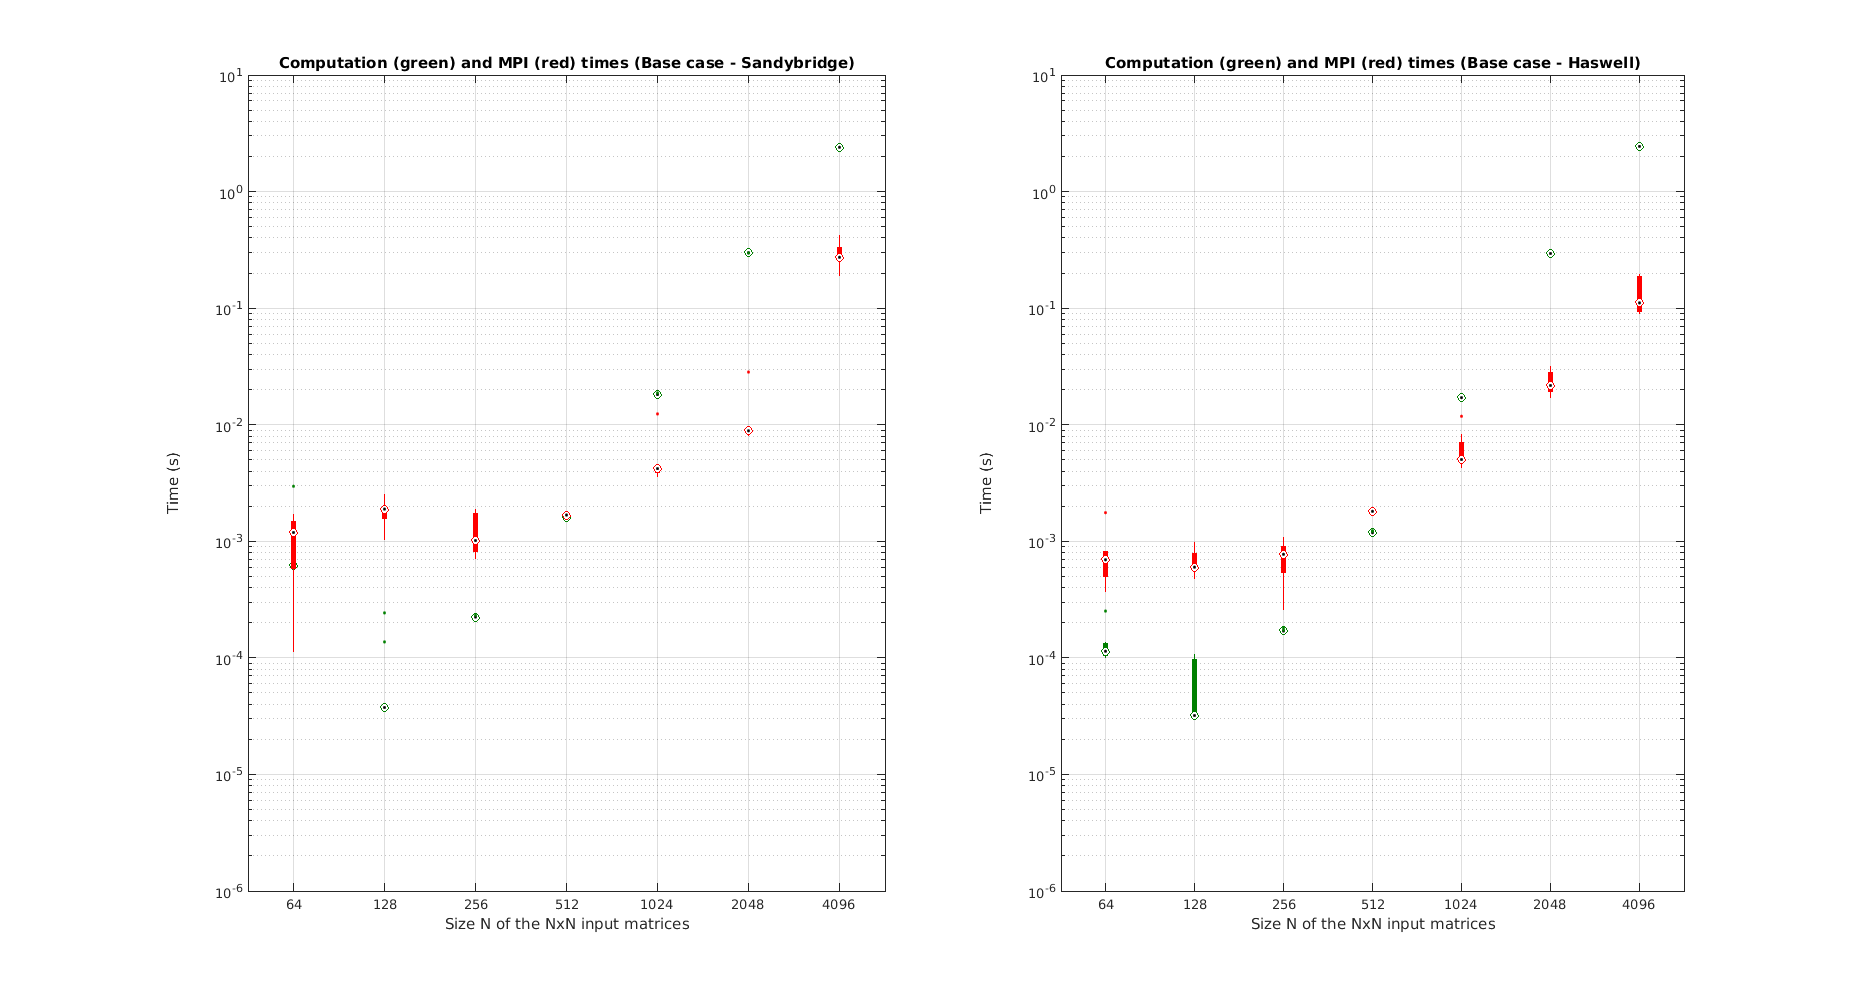 Computation (green) and MPI (red) times (Base case - Sandybridge)
10^1
10^0
10^-1
10^-2
10^-3
10^-4
10^-5
10^-6
Time (s)
64 128 256 512 1024 2048 4096
Size N of the NxN input matrices
Computation (green) and MPI (red) times (Base case - Haswell)
10^1
10^0
10^-1
10^-2
10^-3
10^-4
10^-5
10^-6
Time (s)
64 128 256 512 1024 2048 4096
Size N of the NxN input matrices